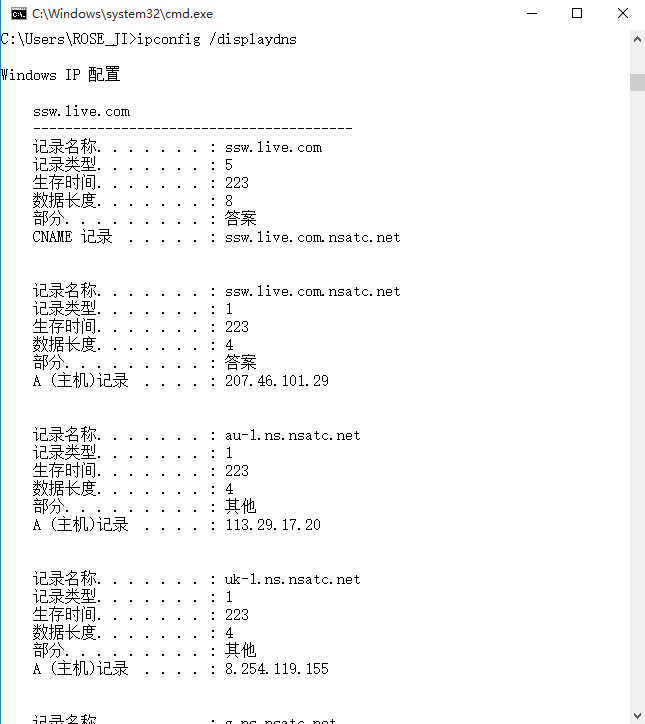 C:\Windows\system32\cmd.exe
C:\Users\ROSE_JI>ipconfig /displaydns
Windows IP 配置
ssw.live.com
----------------------------------------
记录名称. . . . . . . : ssw.live.com
记录类型. . . . . . . : 5
生存时间. . . . . . . : 223
数据长度. . . . . . . : 8
部分. . . . . . . . . : 答案
CNAME 记录 . . . . . : ssw.live.com.nsatc.net
记录名称. . . . . . . : ssw.live.com.nsatc.net
记录类型. . . . . . . : 1
生存时间. . . . . . . : 223
数据长度. . . . . . . : 4
部分. . . . . . . . . : 答案
A (主机)记录 . . . . : 207.46.101.29
记录名称. . . . . . . : au-1.ns.nsatc.net
记录类型. . . . . . . : 1
生存时间. . . . . . . : 223
数据长度. . . . . . . : 4
部分. . . . . . . . . : 其他
A (主机)记录 . . . . : 113.29.17.20
记录名称. . . . . . . : uk-1.ns.nsatc.net
记录类型. . . . . . . : 1
生存时间. . . . . . . : 223
数据长度. . . . . . . : 4
部分. . . . . . . . . : 其他
A (主机)记录 . . . . : 8.254.119.155
记录名称. . . . . . . : g.ns.nsatc.net